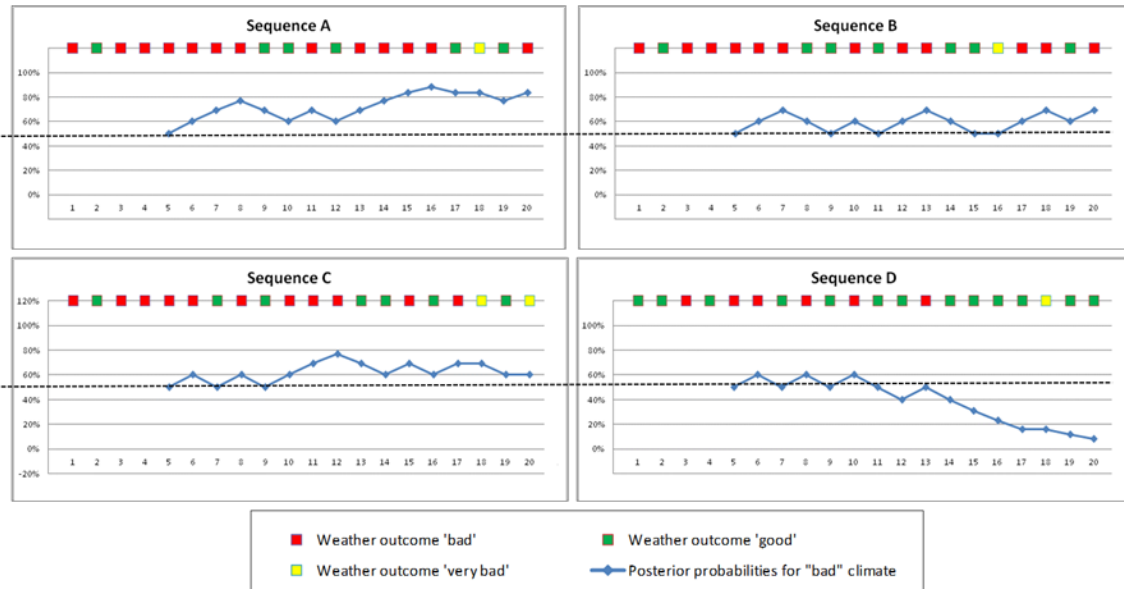 Sequence A
100%
80%
60%
40%
20%
0%
1 2 3 4 5 6 7 8 9 10 11 12 13 14 15 16 17 18 19 20
Sequence B
100%
80%
60%
40%
20%
0%
1 2 3 4 5 6 7 8 9 10 11 12 13 14 15 16 17 18 19 20
Sequence C
120%
100%
80%
60%
40%
20%
0%
-20%
1 2 3 4 5 6 7 8 9 10 11 12 13 14 15 16 17 18 19 20
Sequence D
120%
100%
80%
60%
40%
20%
0%
1 2 3 4 5 6 7 8 9 10 11 12 13 14 15 16 17 18 19 20
Weather outcome 'bad'
Weather outcome 'good'
Weather outcome 'very bad'
Posterior probabilities for "bad" climate